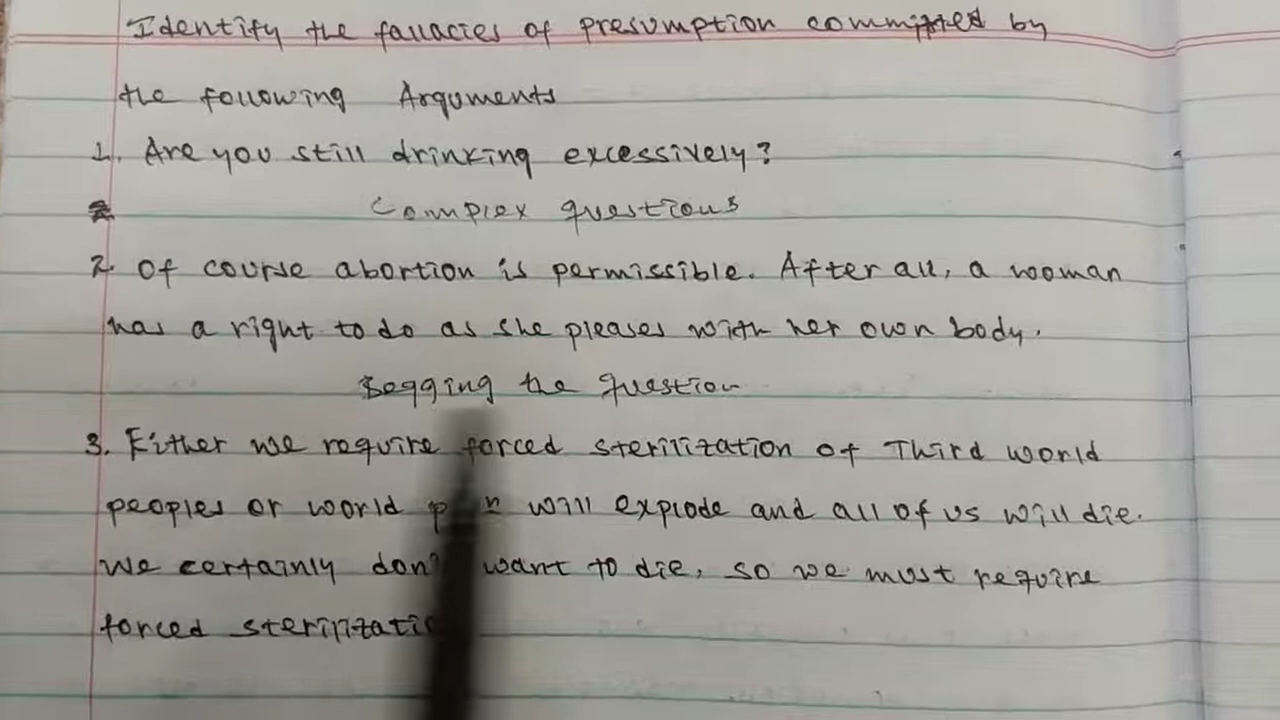 Identify the fallacies of presumption committed by
the following Arguments
1. Are you still drinking excessively?
Complex questions
2. Of course abortion is permissible. After all, a woman
has a right to do as she pleases with her own body.
Begging the question
3. Either we require forced sterilization of Third world
peoples or world will explode and all of us will die.
We certainly don't want to die, so we must require
forced